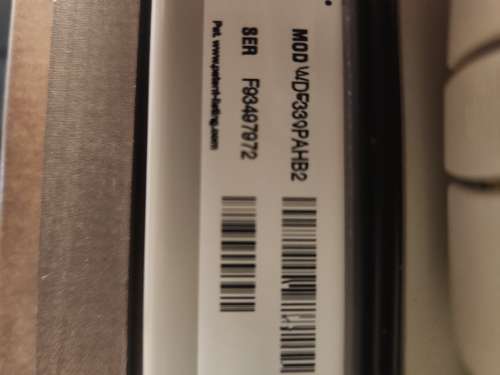 MOD WDF330PAHB2
SER F93497972
Pat. www.patent-listing.com